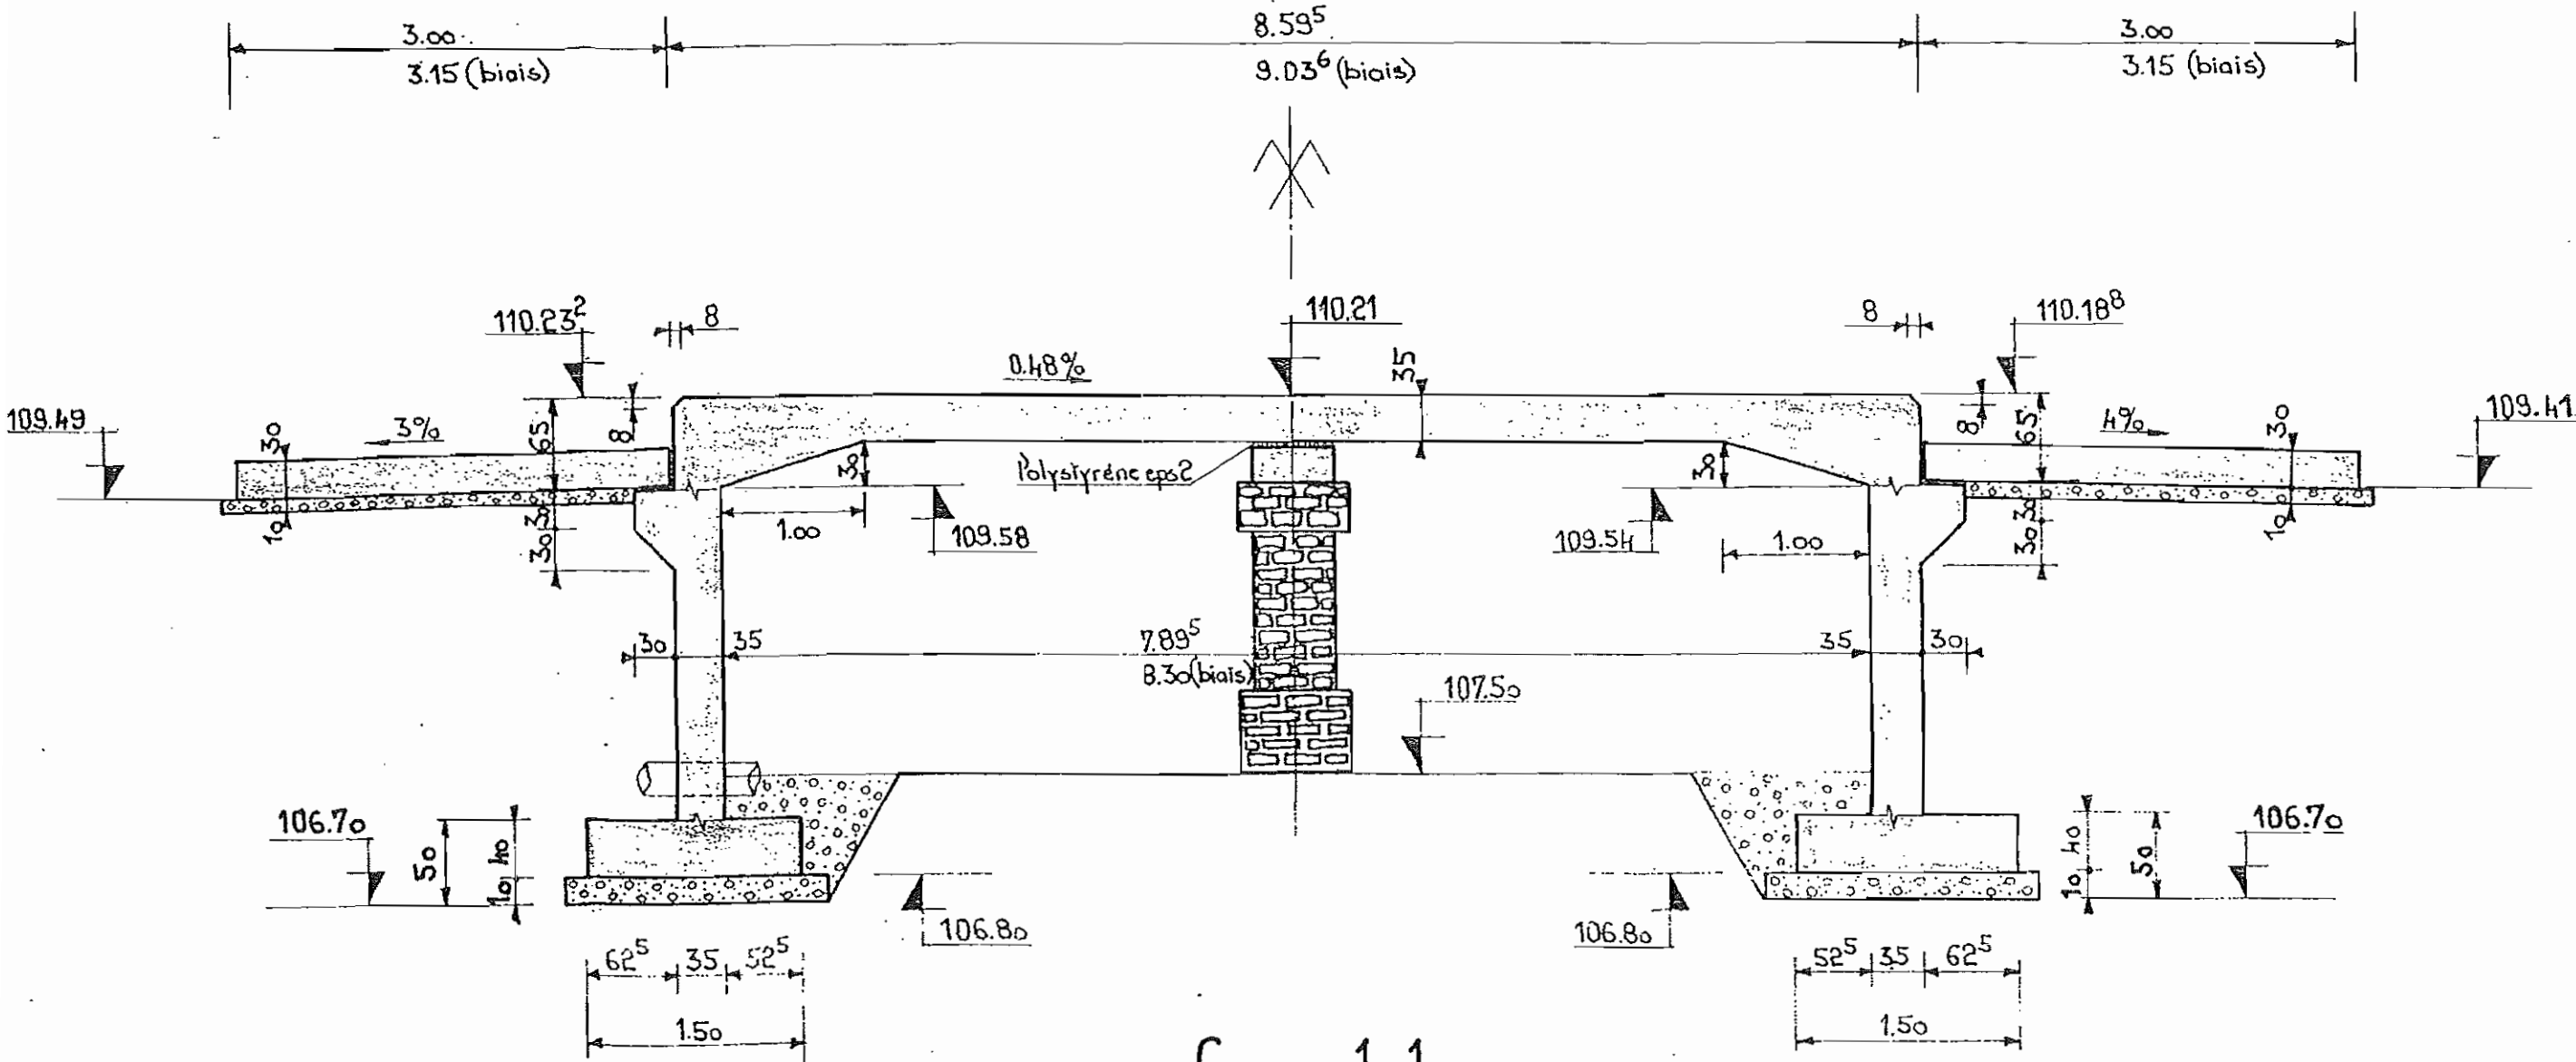 3.00 8.59⁵ 3.00
3.15 (biais) 9.03⁶ (biais) 3.15 (biais)
110.23² 8 110.21 8 110.18⁸
109.49 3% 0.48% 35 4% 109.41
30 65 8 8 65 30
Polystyréne eps2
30 30
10 30 1.00 109.58 109.54 1.00 30 10
30 30
30 35 7.89⁵ 35 30
8.30 (biais)
107.50
106.70 106.70
50 40 40 50
10 10
106.80 106.80
62⁵ 35 52⁵ 52⁵ 35 62⁵
1.50 1.50
1.1